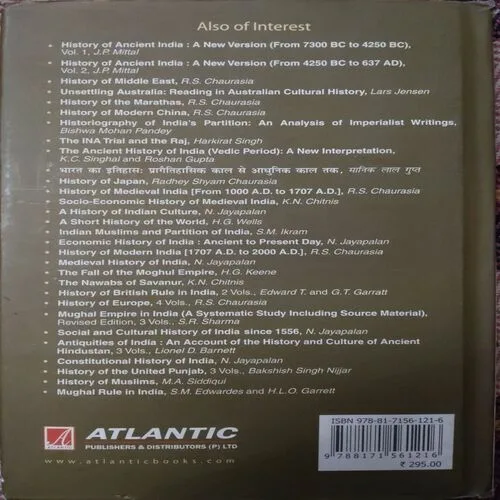 Also of Interest
• History of Ancient India : A New Version (From 7300 BC to 4250 BC),
Vol. 1, J.P. Mittal
• History of Ancient India : A New Version (From 4250 BC to 637 AD),
Vol. 2, J.P. Mittal
• History of Middle East, R.S. Chaurasia
• Unsettling Australia: Reading in Australian Cultural History, Lars Jensen
• History of the Marathas, R.S. Chaurasia
• History of Modern China, R.S. Chaurasia
• Historiography of India's Partition: An Analysis of Imperialist Writings,
Bishwa Mohan Pandey
• The INA Trial and the Raj, Harkirat Singh
• The Ancient History of India (Vedic Period): A New Interpretation,
K.C. Singhal and Roshan Gupta
• भारत का इतिहास: प्रागैतिहासिक काल से आधुनिक काल तक, मानिक लाल गुप्त
• History of Japan, Radhey Shyam Chaurasia
• History of Medieval India [From 1000 A.D. to 1707 A.D.], R.S. Chaurasia
• Socio-Economic History of Medieval India, K.N. Chitnis
• A History of Indian Culture, N. Jayapalan
• A Short History of the World, H.G. Wells
• Indian Muslims and Partition of India, S.M. Ikram
• Economic History of India : Ancient to Present Day, N. Jayapalan
• History of Modern India [1707 A.D. to 2000 A.D.], R.S. Chaurasia
• Medieval History of India, N. Jayapalan
• The Fall of the Moghul Empire, H.G. Keene
• The Nawabs of Savanur, K.N. Chitnis
• History of British Rule in India, 2 Vols., Edward T. and G.T. Garratt
• History of Europe, 4 Vols., R.S. Chaurasia
• Mughal Empire in India (A Systematic Study Including Source Material),
Revised Edition, 3 Vols., S.R. Sharma
• Social and Cultural History of India since 1556, N. Jayapalan
• Antiquities of India : An Account of the History and Culture of Ancient
Hindustan, 3 Vols., Lionel D. Barnett
• Constitutional History of India, N. Jayapalan
• History of the United Punjab, 3 Vols., Bakshish Singh Nijjar
• History of Muslims, M.A. Siddiqui
• Mughal Rule in India, S.M. Edwardes and H.L.O. Garrett
ISBN 978-81-7156-121-6
9 788171 561216
₹ 295.00
A
ATLANTIC
PUBLISHERS & DISTRIBUTORS (P) LTD
www.atlanticbooks.com